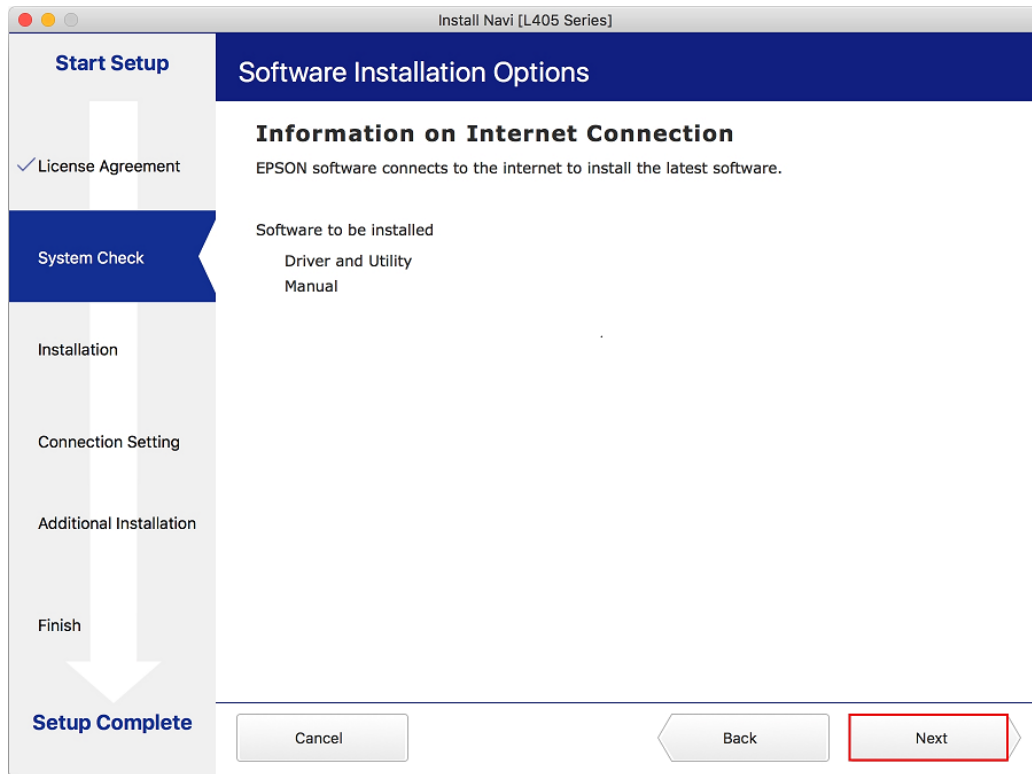 Install Navi [L405 Series]
Start Setup
License Agreement
System Check
Installation
Connection Setting
Additional Installation
Finish
Setup Complete
Software Installation Options
Information on Internet Connection
EPSON software connects to the internet to install the latest software.
Software to be installed
Driver and Utility
Manual
Cancel
Back
Next